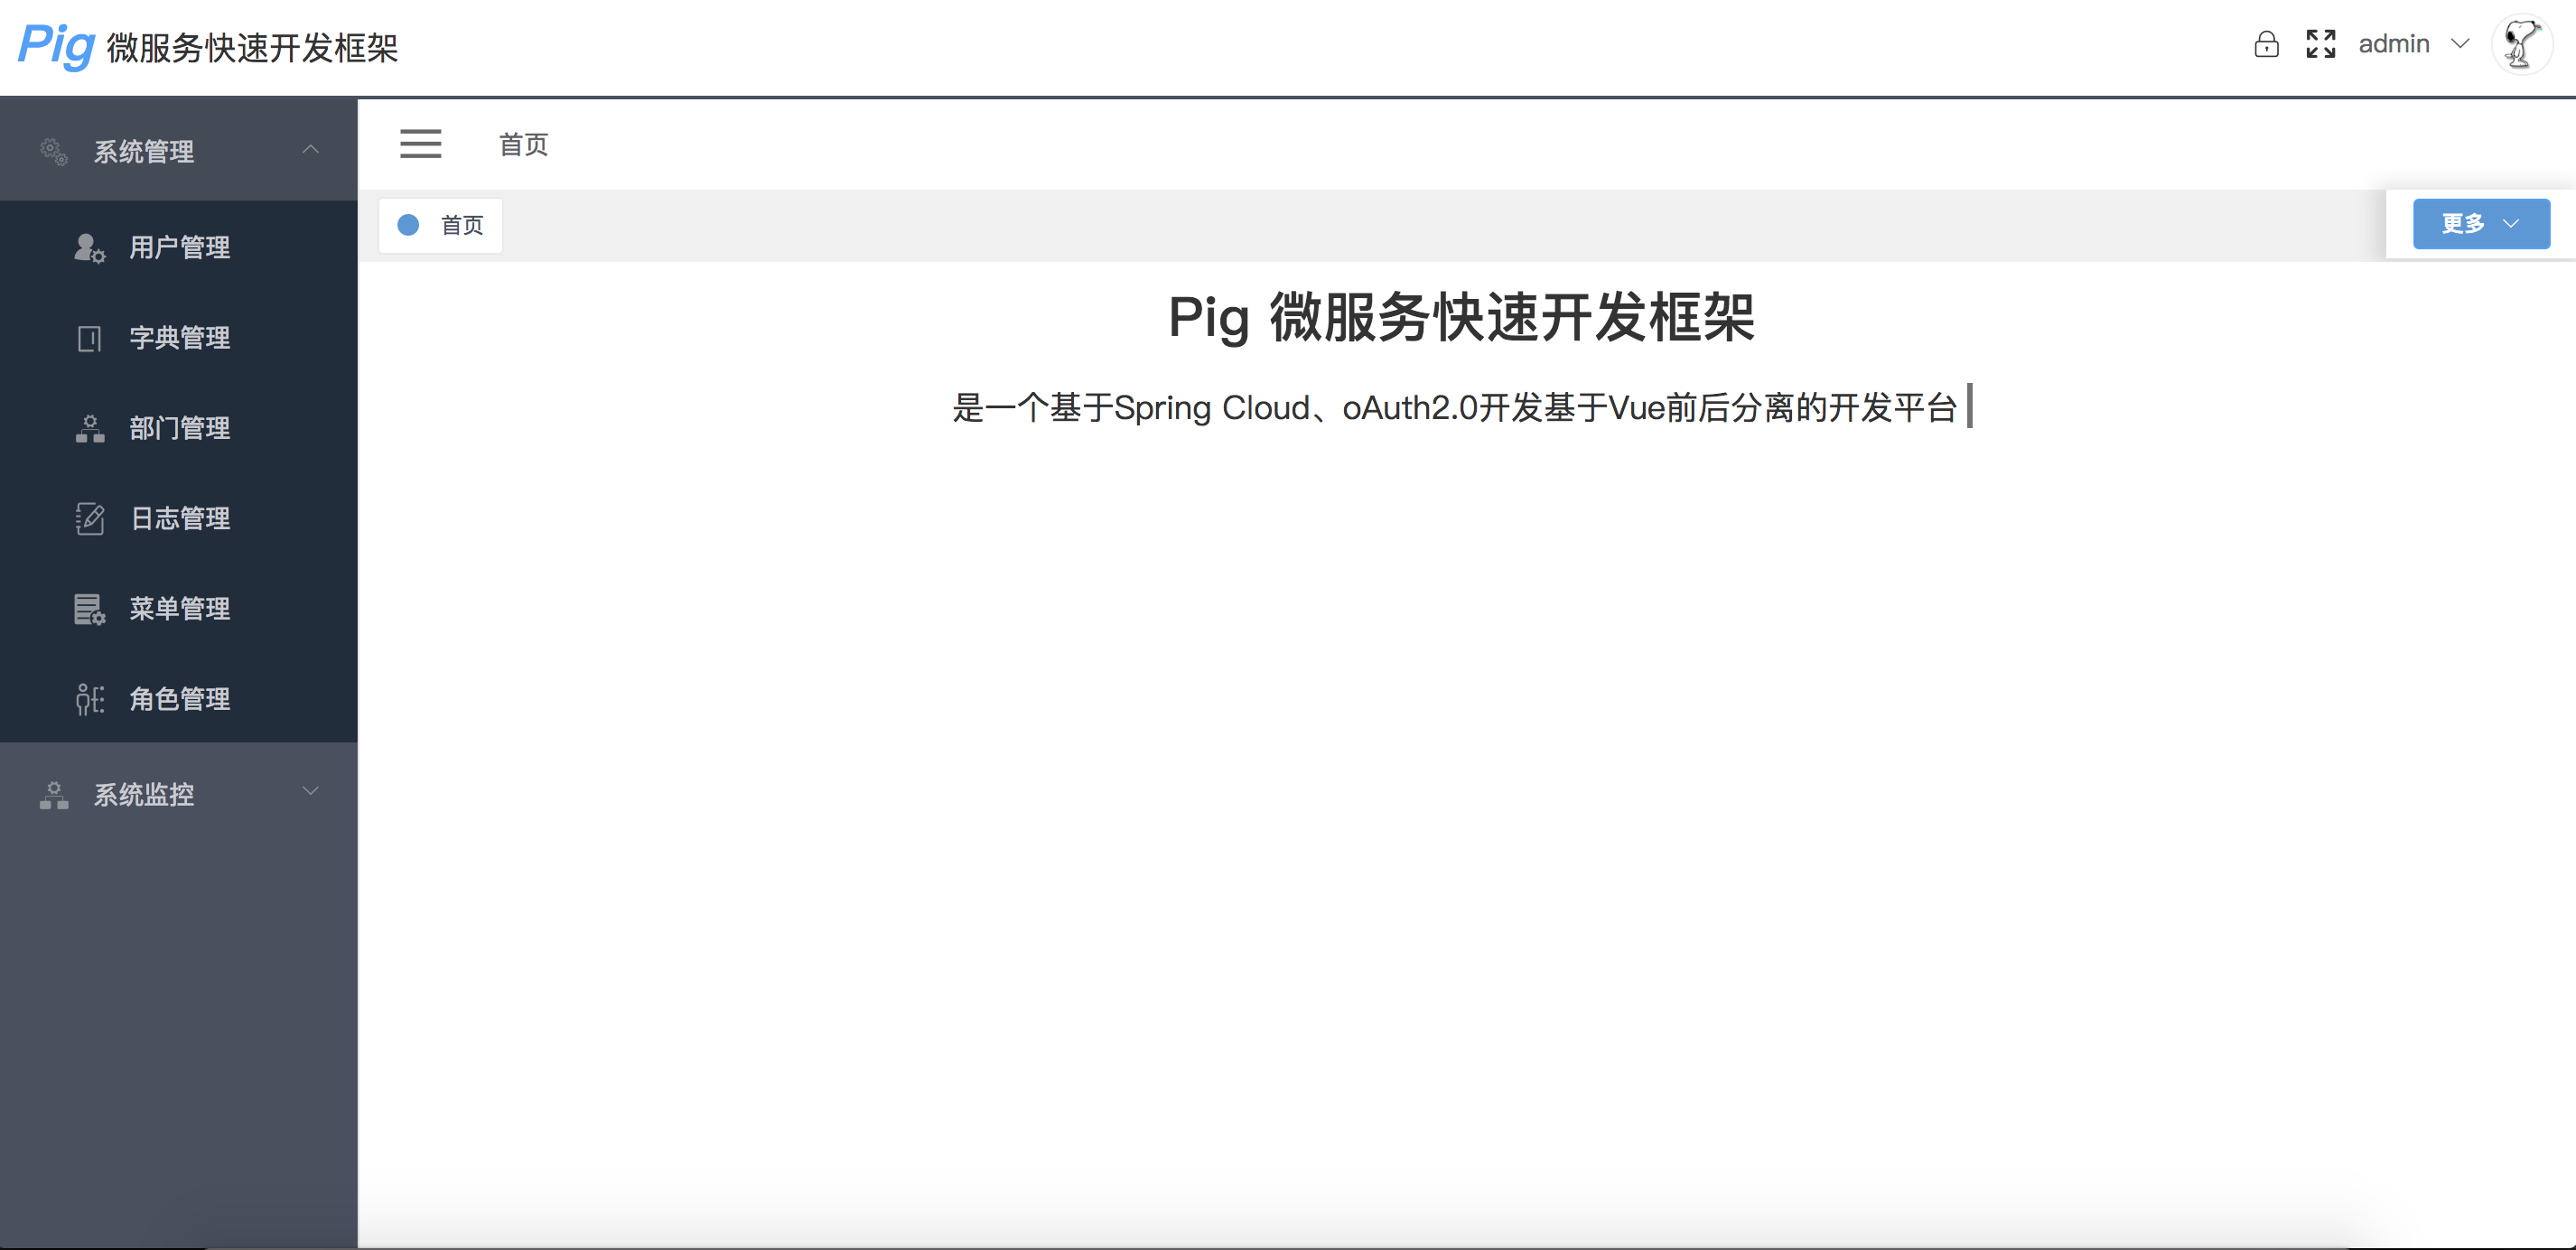 Pig 微服务快速开发框架
admin
系统管理
首页
用户管理
首页
更多
字典管理
部门管理
日志管理
菜单管理
角色管理
系统监控
Pig 微服务快速开发框架
是一个基于Spring Cloud、oAuth2.0开发基于Vue前后分离的开发平台